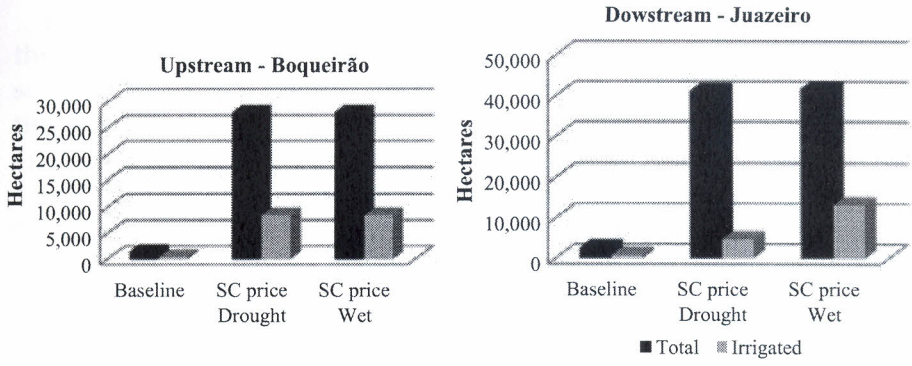 Upstream - Boqueirão
Hectares
30,000
25,000
20,000
15,000
10,000
5,000
0
Baseline
SC price Drought
SC price Wet
Dowstream - Juazeiro
Hectares
50,000
40,000
30,000
20,000
10,000
0
Baseline
SC price Drought
SC price Wet
Total Irrigated